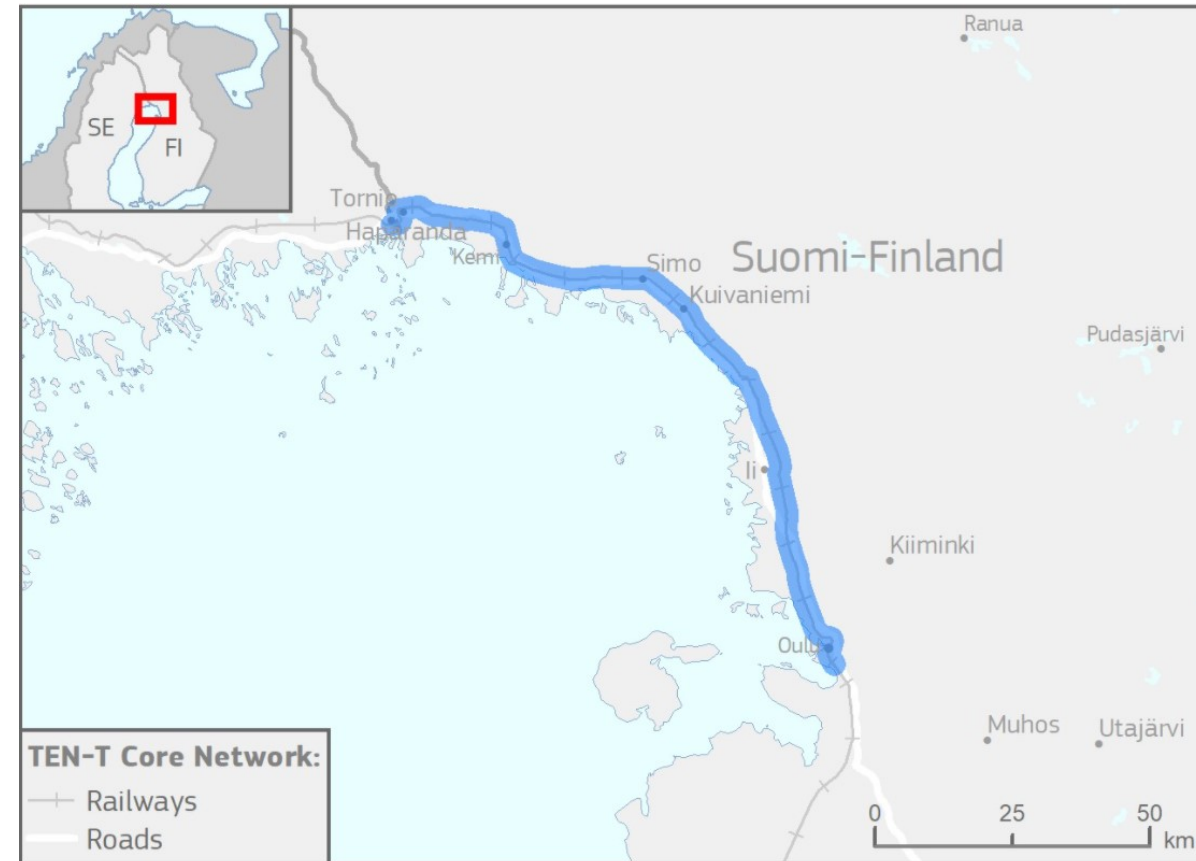 SE
FI
Ranua
Tornio
Haparanda
Kemi
Simo
Suomi-Finland
Kuivaniemi
Pudasjärvi
Ii
Kiiminki
Oulu
Muhos
Utajärvi
TEN-T Core Network:
Railways
Roads
0 25 50
km